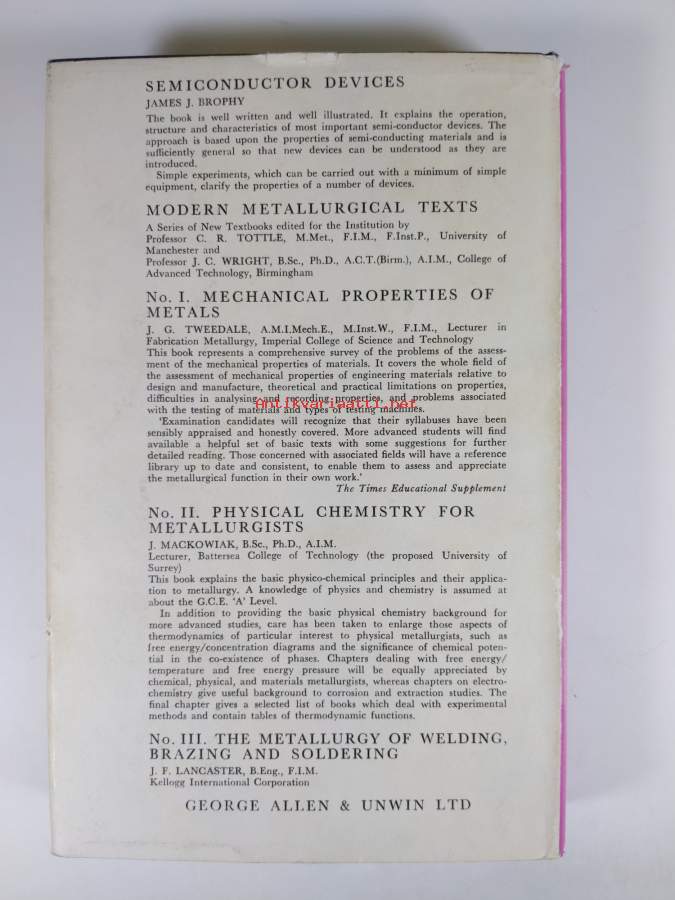 SEMICONDUCTOR DEVICES
JAMES J. BROPHY
The book is well written and well illustrated. It explains the operation,
structure and characteristics of most important semi-conductor devices. The
approach is based upon the properties of semi-conducting materials and is
sufficiently general so that new devices can be understood as they are
introduced.
Simple experiments, which can be carried out with a minimum of simple
equipment, clarify the properties of a number of devices.
MODERN METALLURGICAL TEXTS
A Series of New Textbooks edited for the Institution by
Professor C. R. TOTTLE, M.Met., F.I.M., F.Inst.P., University of
Manchester and
Professor J. C. WRIGHT, B.Sc., Ph.D., A.C.T.(Birm.), A.I.M., College of
Advanced Technology, Birmingham
No. I. MECHANICAL PROPERTIES OF
METALS
J. G. TWEEDALE, A.M.I.Mech.E., M.Inst.W., F.I.M., Lecturer in
Fabrication Metallurgy, Imperial College of Science and Technology
This book represents a comprehensive survey of the problems of the assess-
ment of the mechanical properties of materials. It covers the whole field of
the assessment of mechanical properties of engineering materials relative to
design and manufacture, theoretical and practical limitations on properties,
difficulties in analysing and recording properties, and problems associated
Antikvariaatti.net
with the testing of materials and types of testing machines.
'Examination candidates will recognize that their syllabuses have been
sensibly appraised and honestly covered. More advanced students will find
available a helpful set of basic texts with some suggestions for further
detailed reading. Those concerned with associated fields will have a reference
library up to date and consistent, to enable them to assess and appreciate
the metallurgical function in their own work.'
The Times Educational Supplement
No. II. PHYSICAL CHEMISTRY FOR
METALLURGISTS
J. MACKOWIAK, B.Sc., Ph.D., A.I.M.
Lecturer, Battersea College of Technology (the proposed University of
Surrey)
This book explains the basic physico-chemical principles and their applica-
tion to metallurgy. A knowledge of physics and chemistry is assumed at
about the G.C.E. 'A' Level.
In addition to providing the basic physical chemistry background for
more advanced studies, care has been taken to enlarge those aspects of
thermodynamics of particular interest to physical metallurgists, such as
free energy/concentration diagrams and the significance of chemical poten-
tial in the co-existence of phases. Chapters dealing with free energy/
temperature and free energy pressure will be equally appreciated by
chemical, physical, and materials metallurgists, whereas chapters on electro-
chemistry give useful background to corrosion and extraction studies. The
final chapter gives a selected list of books which deal with experimental
methods and contain tables of thermodynamic functions.
No. III. THE METALLURGY OF WELDING,
BRAZING AND SOLDERING
J. F. LANCASTER, B.Eng., F.I.M.
Kellogg International Corporation
GEORGE ALLEN & UNWIN LTD